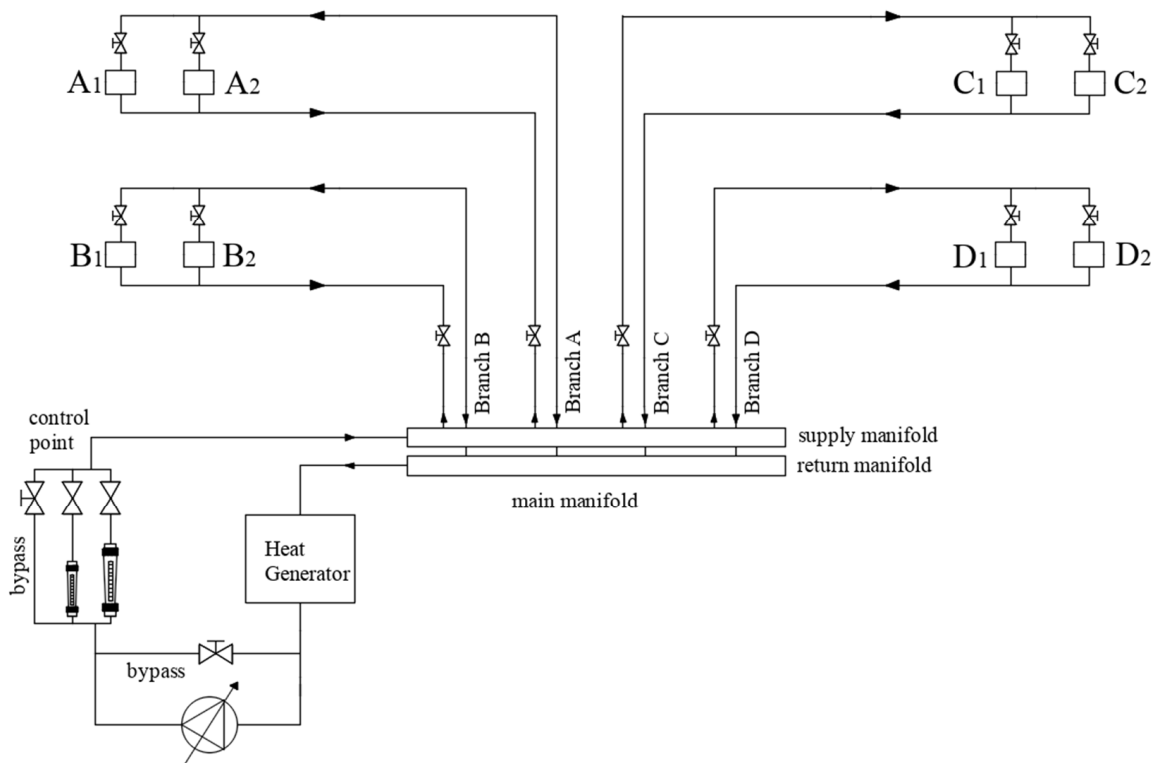 A1
A2
C1
C2
B1
B2
D1
D2
Branch B
Branch A
Branch C
Branch D
control
point
supply manifold
return manifold
main manifold
bypass
Heat
Generator
bypass